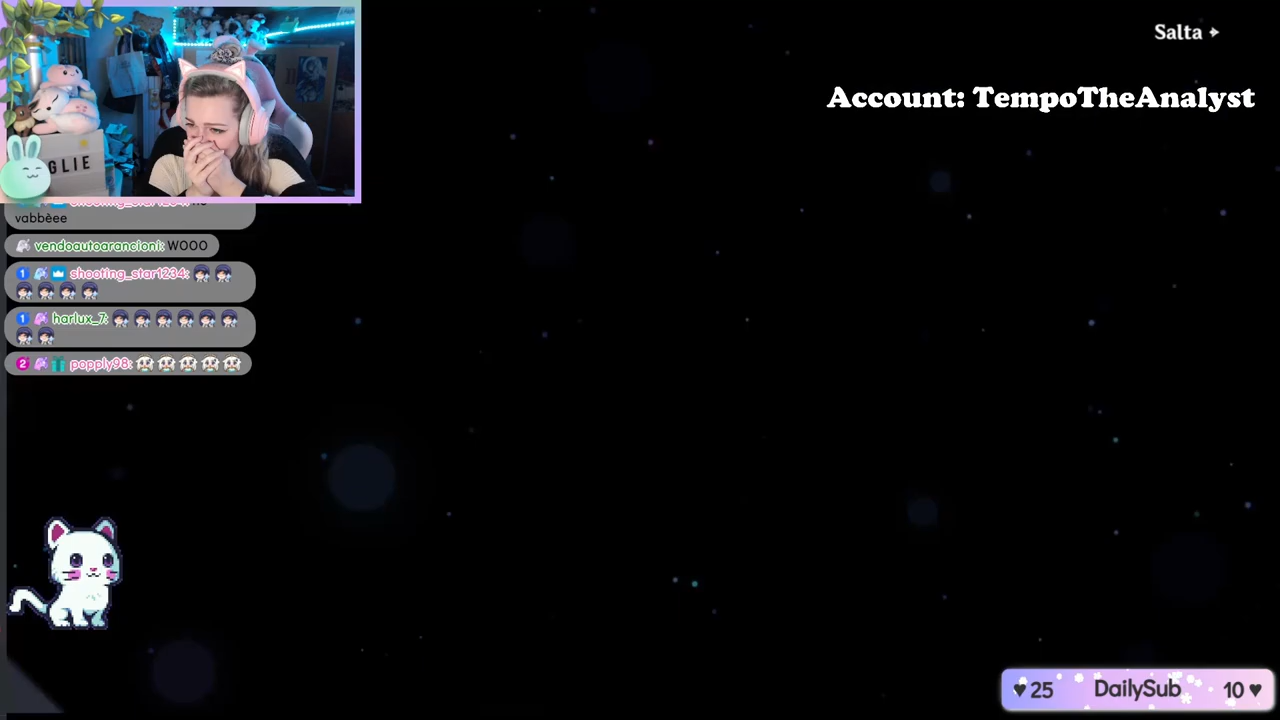 Salta
Account: TempoTheAnalyst
GLIE
vabbèee
vendoautoarancioni: WOOO
1 shooting_star1234:
1 harlux_7:
2 popply98:
♥25 DailySub 10♥